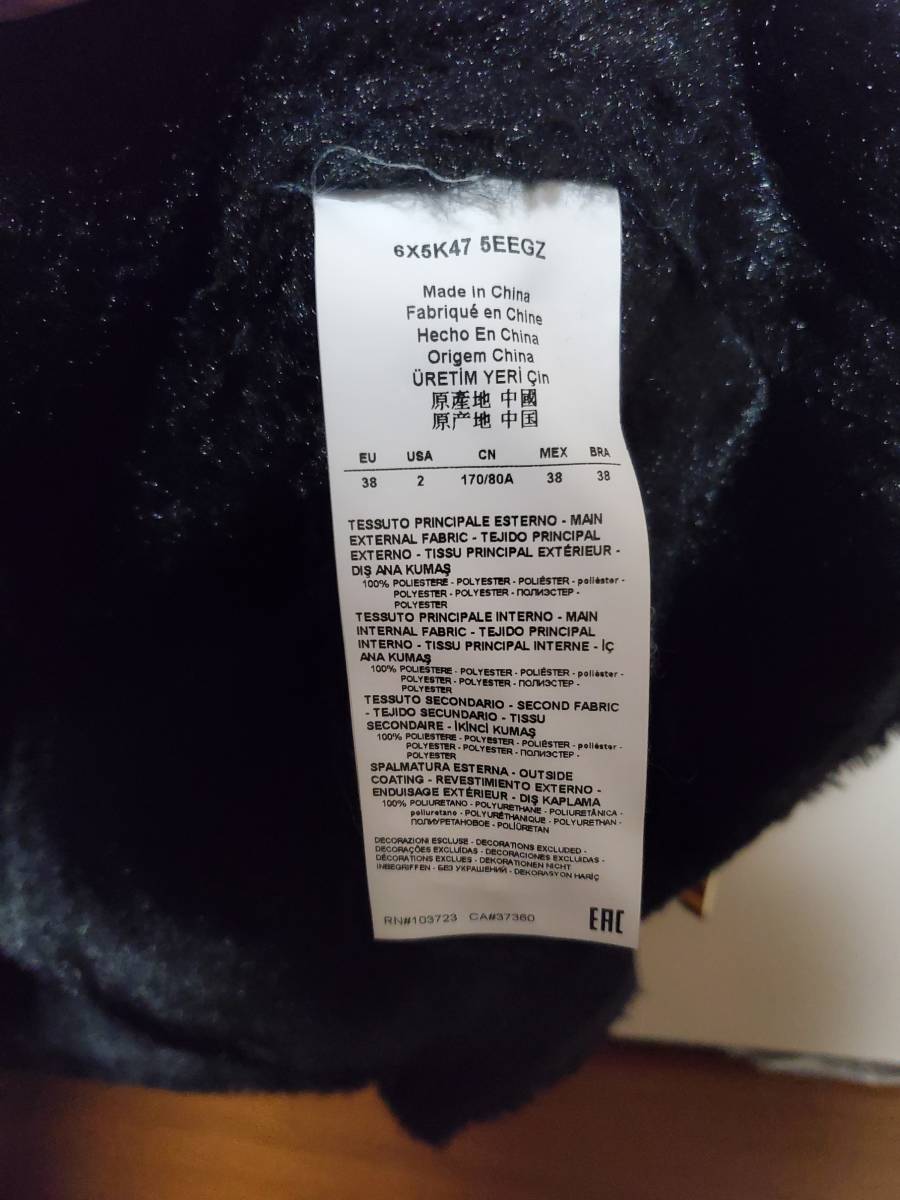 6X5K47 5EEGZ
Made in China
Fabriqué en Chine
Hecho En China
Origem China
ÜRETİM YERİ Çin
原產地 中國
原产地 中国
EU USA CN MEX BRA
38 2 170/80A 38 38
TESSUTO PRINCIPALE ESTERNO - MAIN
EXTERNAL FABRIC - TEJIDO PRINCIPAL
EXTERNO - TISSU PRINCIPAL EXTÉRIEUR -
DIŞ ANA KUMAŞ
100% POLIESTERE - POLYESTER - POLIÉSTER - poliéster -
POLYESTER - POLYESTER - ПОЛИЭСТЕР -
POLYESTER
TESSUTO PRINCIPALE INTERNO - MAIN
INTERNAL FABRIC - TEJIDO PRINCIPAL
INTERNO - TISSU PRINCIPAL INTERNE - İÇ
ANA KUMAŞ
100% POLIESTERE - POLYESTER - POLIÉSTER - poliéster -
POLYESTER - POLYESTER - ПОЛИЭСТЕР -
POLYESTER
TESSUTO SECONDARIO - SECOND FABRIC
- TEJIDO SECUNDARIO - TISSU
SECONDAIRE - İKİNCİ KUMAŞ
100% POLIESTERE - POLYESTER - POLIÉSTER - poliéster -
POLYESTER - POLYESTER - ПОЛИЭСТЕР -
POLYESTER
SPALMATURA ESTERNA - OUTSIDE
COATING - REVESTIMIENTO EXTERNO -
ENDUISAGE EXTÉRIEUR - DIŞ KAPLAMA
100% POLIURETANO - POLYURETHANE - POLIURETÂNICA -
poliuretano - POLYURÉTHANIQUE - POLYURETHAN -
ПОЛИУРЕТАНОВОЕ - POLİÜRETAN
DECORAZIONI ESCLUSE - DECORATIONS EXCLUDED -
DECORAÇÕES EXCLUÍDAS - DECORACIONES EXCLUIDAS -
DÉCORATIONS EXCLUES - DEKORATIONEN NICHT
INBEGRIFFEN - БЕЗ УКРАШЕНИЙ - DEKORASYON HARİÇ
RN#103723 CA#37360 EAC